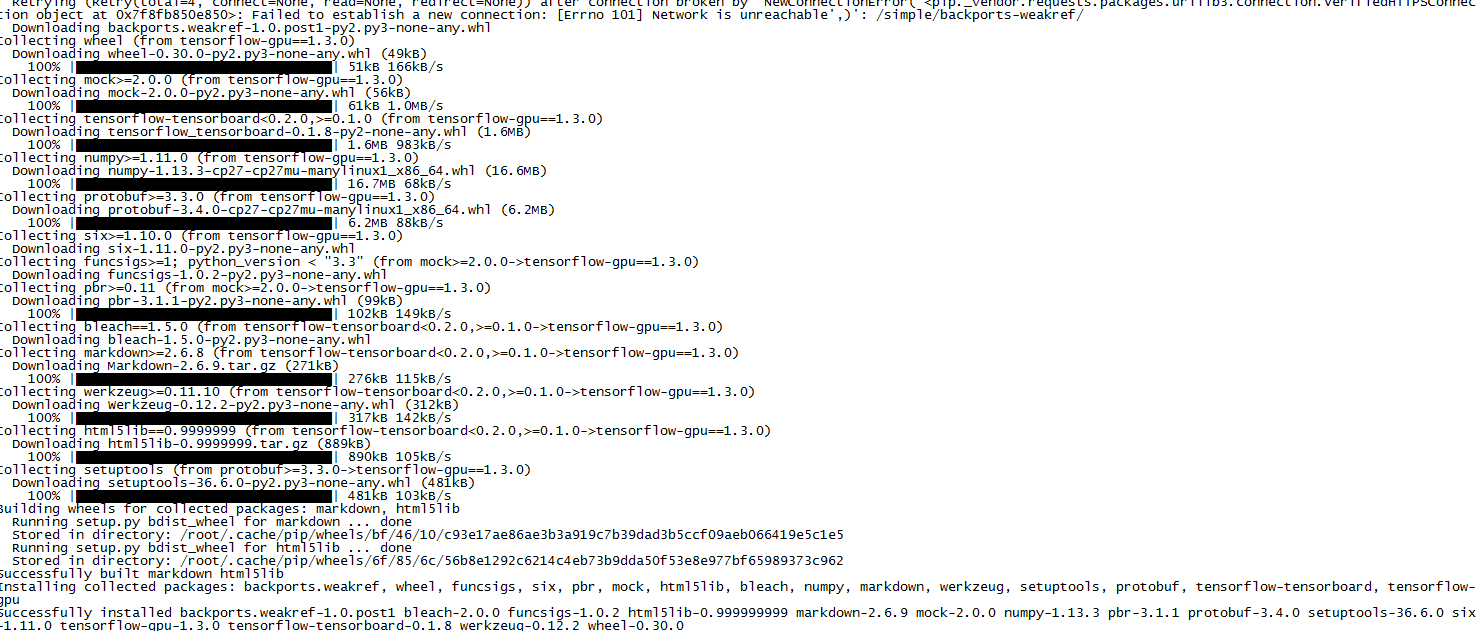 Retrying (Retry(total=4, connect=None, read=None, redirect=None)) after connection broken by 'NewConnectionError('<pip._vendor.requests.packages.urllib3.connection.VerifiedHTTPSConnec
tion object at 0x7f8fb850e850>: Failed to establish a new connection: [Errno 101] Network is unreachable',)': /simple/backports-weakref/
Downloading backports.weakref-1.0.post1-py2.py3-none-any.whl
Collecting wheel (from tensorflow-gpu==1.3.0)
Downloading wheel-0.30.0-py2.py3-none-any.whl (49kB)
100% |████████████████████████████████| 51kB 166kB/s
Collecting mock>=2.0.0 (from tensorflow-gpu==1.3.0)
Downloading mock-2.0.0-py2.py3-none-any.whl (56kB)
100% |████████████████████████████████| 61kB 1.0MB/s
Collecting tensorflow-tensorboard<0.2.0,>=0.1.0 (from tensorflow-gpu==1.3.0)
Downloading tensorflow_tensorboard-0.1.8-py2-none-any.whl (1.6MB)
100% |████████████████████████████████| 1.6MB 983kB/s
Collecting numpy>=1.11.0 (from tensorflow-gpu==1.3.0)
Downloading numpy-1.13.3-cp27-cp27mu-manylinux1_x86_64.whl (16.6MB)
100% |████████████████████████████████| 16.7MB 68kB/s
Collecting protobuf>=3.3.0 (from tensorflow-gpu==1.3.0)
Downloading protobuf-3.4.0-cp27-cp27mu-manylinux1_x86_64.whl (6.2MB)
100% |████████████████████████████████| 6.2MB 88kB/s
Collecting six>=1.10.0 (from tensorflow-gpu==1.3.0)
Downloading six-1.11.0-py2.py3-none-any.whl
Collecting funcsigs>=1; python_version < "3.3" (from mock>=2.0.0->tensorflow-gpu==1.3.0)
Downloading funcsigs-1.0.2-py2.py3-none-any.whl
Collecting pbr>=0.11 (from mock>=2.0.0->tensorflow-gpu==1.3.0)
Downloading pbr-3.1.1-py2.py3-none-any.whl (99kB)
100% |████████████████████████████████| 102kB 149kB/s
Collecting bleach==1.5.0 (from tensorflow-tensorboard<0.2.0,>=0.1.0->tensorflow-gpu==1.3.0)
Downloading bleach-1.5.0-py2.py3-none-any.whl
Collecting markdown>=2.6.8 (from tensorflow-tensorboard<0.2.0,>=0.1.0->tensorflow-gpu==1.3.0)
Downloading Markdown-2.6.9.tar.gz (271kB)
100% |████████████████████████████████| 276kB 115kB/s
Collecting werkzeug>=0.11.10 (from tensorflow-tensorboard<0.2.0,>=0.1.0->tensorflow-gpu==1.3.0)
Downloading Werkzeug-0.12.2-py2.py3-none-any.whl (312kB)
100% |████████████████████████████████| 317kB 142kB/s
Collecting html5lib==0.9999999 (from tensorflow-tensorboard<0.2.0,>=0.1.0->tensorflow-gpu==1.3.0)
Downloading html5lib-0.9999999.tar.gz (889kB)
100% |████████████████████████████████| 890kB 105kB/s
Collecting setuptools (from protobuf>=3.3.0->tensorflow-gpu==1.3.0)
Downloading setuptools-36.6.0-py2.py3-none-any.whl (481kB)
100% |████████████████████████████████| 481kB 103kB/s
Building wheels for collected packages: markdown, html5lib
Running setup.py bdist_wheel for markdown ... done
Stored in directory: /root/.cache/pip/wheels/bf/46/10/c93e17ae86ae3b3a919c7b39dad3b5ccf09aeb066419e5c1e5
Running setup.py bdist_wheel for html5lib ... done
Stored in directory: /root/.cache/pip/wheels/6f/85/6c/56b8e1292c6214c4eb73b9dda50f53e8e977bf65989373c962
Successfully built markdown html5lib
Installing collected packages: backports.weakref, wheel, funcsigs, six, pbr, mock, html5lib, bleach, numpy, markdown, werkzeug, setuptools, protobuf, tensorflow-tensorboard, tensorflow-
gpu
Successfully installed backports.weakref-1.0.post1 bleach-2.0.0 funcsigs-1.0.2 html5lib-0.999999999 markdown-2.6.9 mock-2.0.0 numpy-1.13.3 pbr-3.1.1 protobuf-3.4.0 setuptools-36.6.0 six
-1.11.0 tensorflow-gpu-1.3.0 tensorflow-tensorboard-0.1.8 werkzeug-0.12.2 wheel-0.30.0